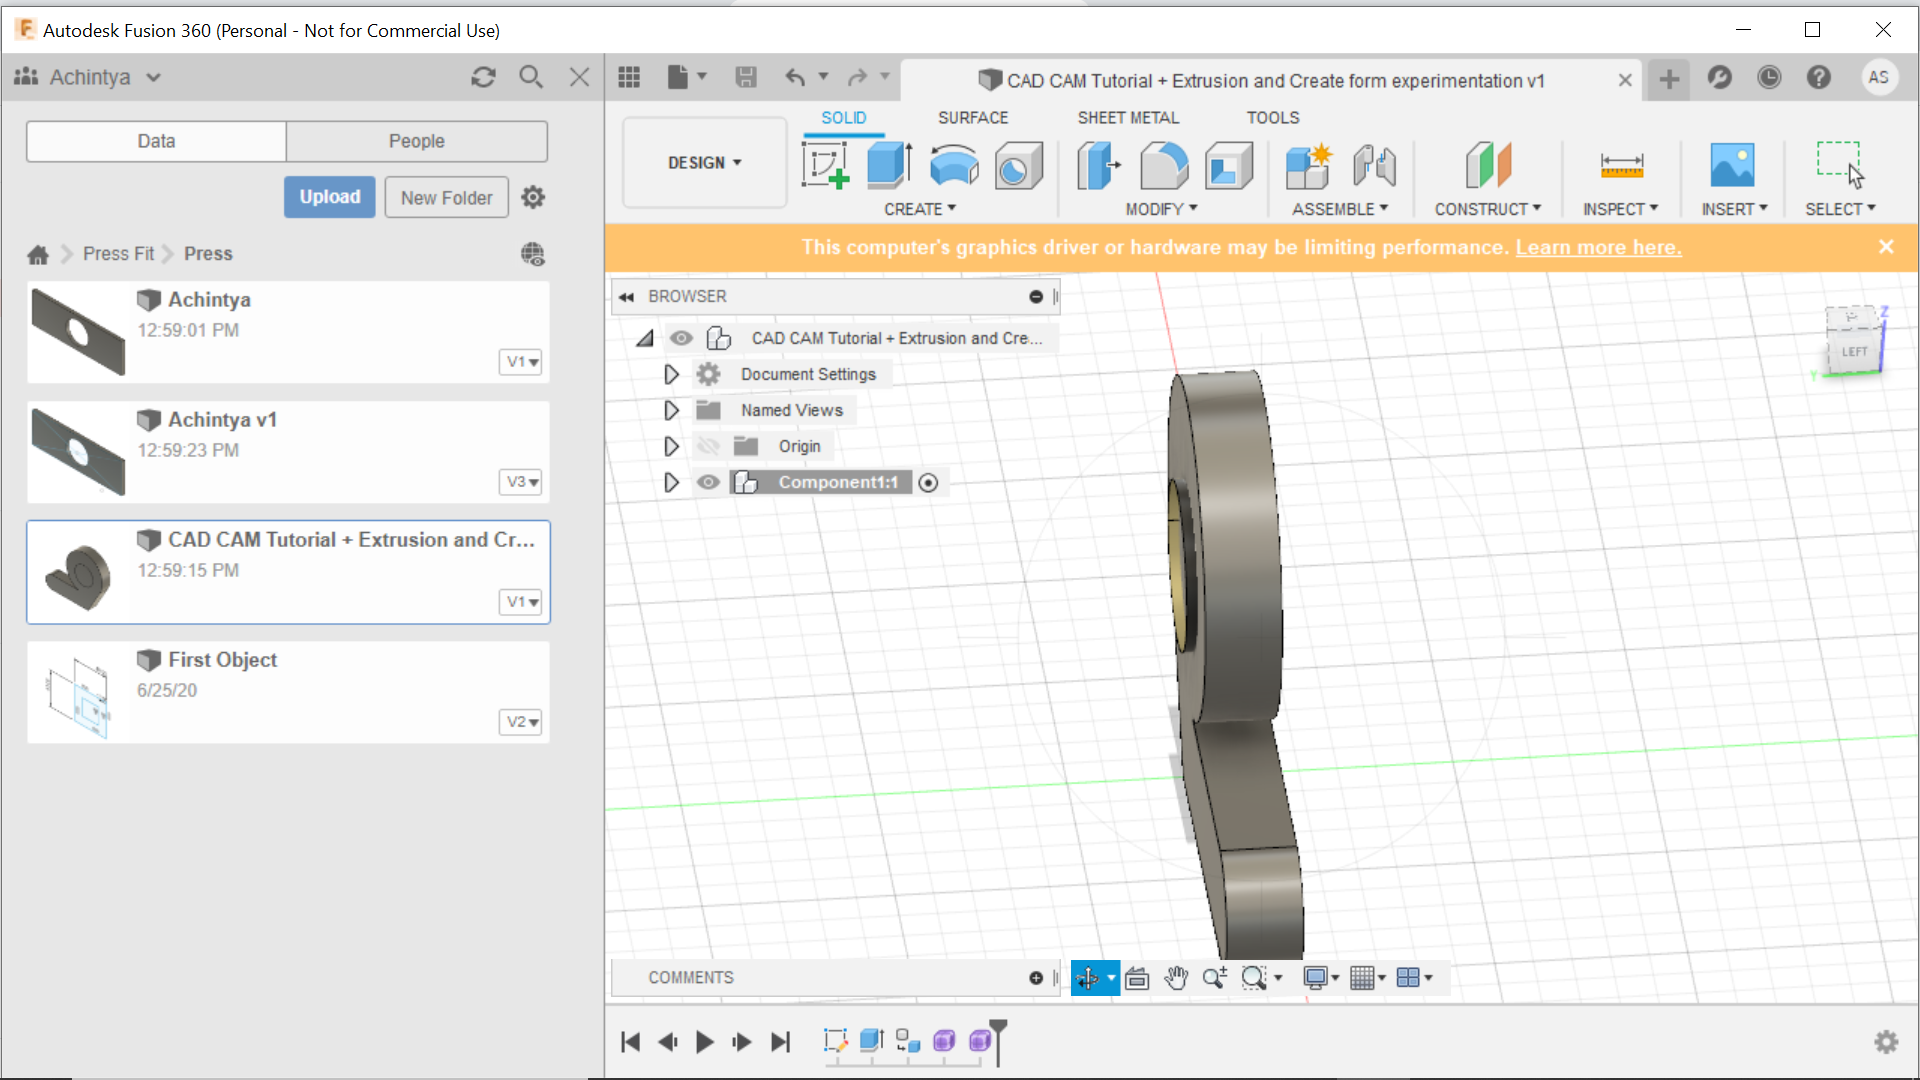 Autodesk Fusion 360 (Personal - Not for Commercial Use)
Achintya
CAD CAM Tutorial + Extrusion and Create form experimentation v1
AS
Data
People
Upload
New Folder
Press Fit
Press
Achintya
12:59:01 PM
V1
Achintya v1
12:59:23 PM
V3
CAD CAM Tutorial + Extrusion and Cr...
12:59:15 PM
V1
First Object
6/25/20
V2
DESIGN
SOLID
SURFACE
SHEET METAL
TOOLS
CREATE
MODIFY
ASSEMBLE
CONSTRUCT
INSPECT
INSERT
SELECT
This computer's graphics driver or hardware may be limiting performance. Learn more here.
BROWSER
CAD CAM Tutorial + Extrusion and Cre...
Document Settings
Named Views
Origin
Component1:1
Z
LEFT
Y
COMMENTS